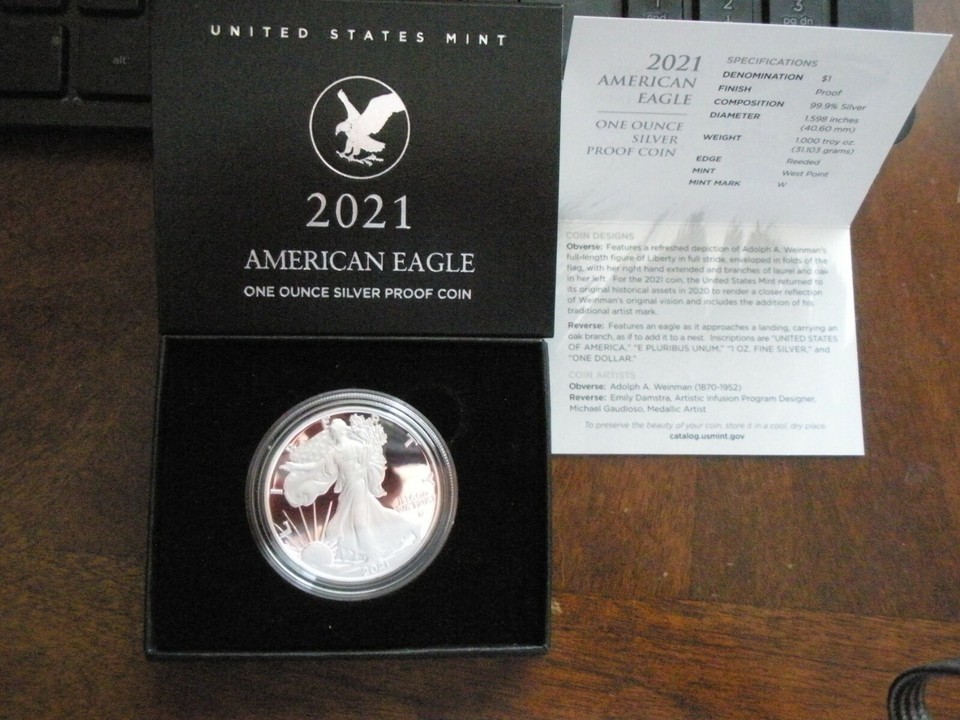 alt
1
end
2
↓
3
pg dn
UNITED STATES MINT
2021
AMERICAN EAGLE
ONE OUNCE SILVER PROOF COIN
2021
AMERICAN
EAGLE
ONE OUNCE
SILVER
PROOF COIN
SPECIFICATIONS
DENOMINATION $1
FINISH Proof
COMPOSITION 99.9% Silver
DIAMETER 1.598 inches
(40.60 mm)
WEIGHT 1.000 troy oz.
(31.103 grams)
EDGE Reeded
MINT West Point
MINT MARK W
COIN DESIGNS
Obverse: Features a refreshed depiction of Adolph A. Weinman's
full-length figure of Liberty in full stride, enveloped in folds of the
flag, with her right hand extended and branches of laurel and oak
in her left. For the 2021 coin, the United States Mint returned to
its original historical assets in 2020 to render a closer reflection
of Weinman's original vision and includes the addition of his
traditional artist mark.
Reverse: Features an eagle as it approaches a landing, carrying an
oak branch, as if to add it to a nest. Inscriptions are "UNITED STATES
OF AMERICA," "E PLURIBUS UNUM," "1 OZ. FINE SILVER," and
"ONE DOLLAR."
COIN ARTISTS
Obverse: Adolph A. Weinman (1870-1952)
Reverse: Emily Damstra, Artistic Infusion Program Designer,
Michael Gaudioso, Medallic Artist
To preserve the beauty of your coin, store it in a cool, dry place.
catalog.usmint.gov
2021